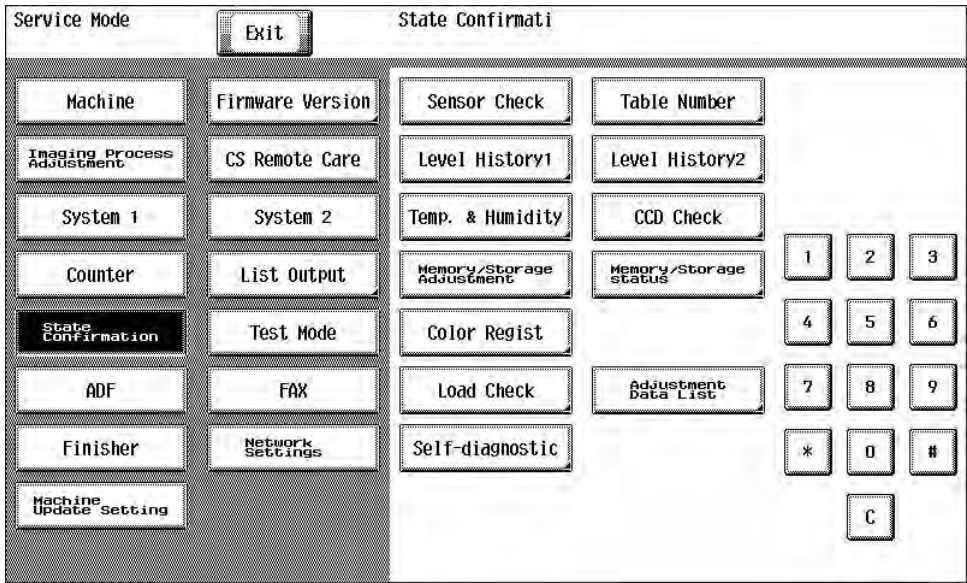 Service Mode
Exit
State Confirmati
Machine
Firmware Version
Sensor Check
Table Number
Imaging Process
Adjustment
CS Remote Care
Level History1
Level History2
System 1
System 2
Temp. & Humidity
CCD Check
Counter
List Output
Memory/Storage
Adjustment
Memory/Storage
status
1
2
3
State
Confirmation
Test Mode
Color Regist
4
5
6
ADF
FAX
Load Check
Adjustment
Data List
7
8
9
Finisher
Network
Settings
Self-diagnostic
*
0
#
Machine
Update Setting
C